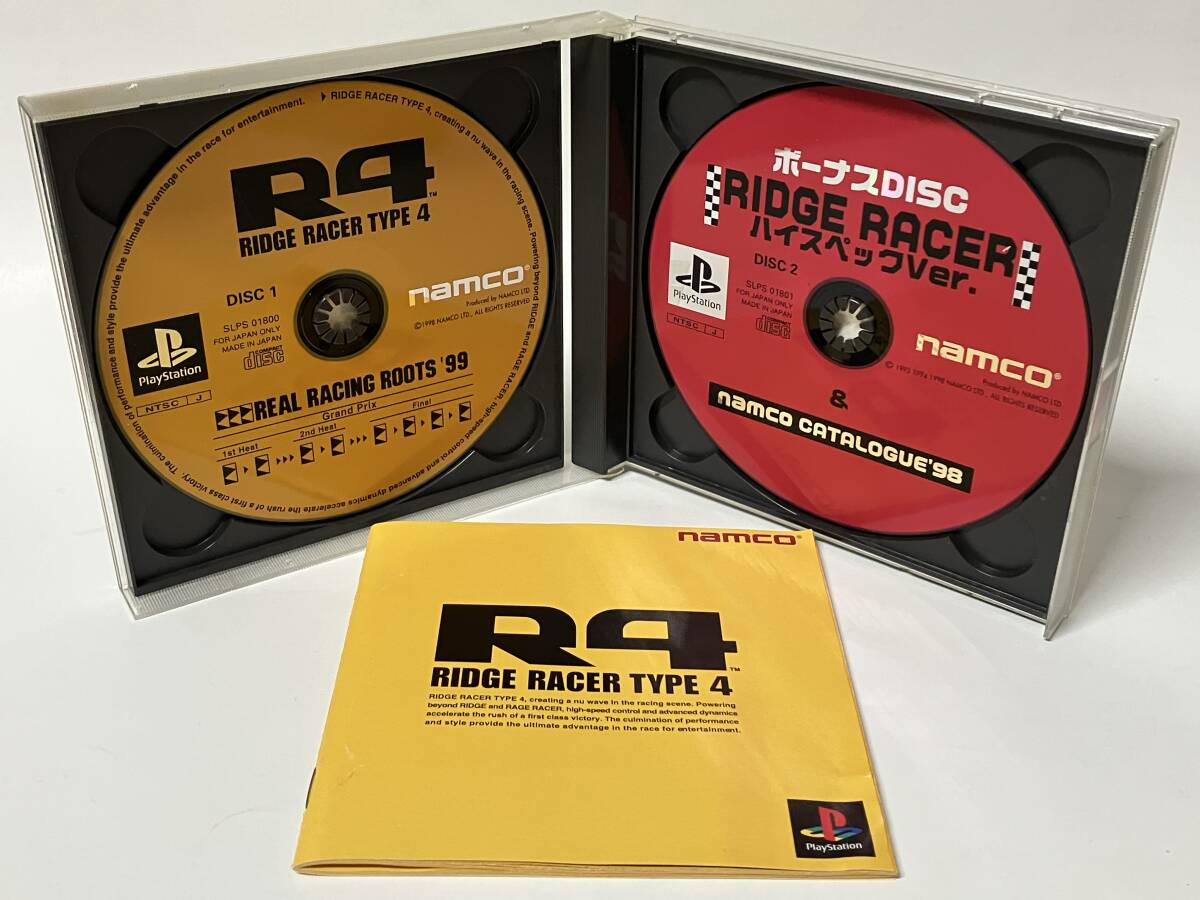 ▶ RIDGE RACER TYPE 4, creating a nu wave in the racing scene. Powering beyond RIDGE and RAGE RACER, high-speed control and advanced dynamics accelerate the rush of a first class victory. The culmination of performance and style provide the ultimate advantage in the race for entertainment.
R4™
RIDGE RACER TYPE 4
DISC 1
SLPS 01800
FOR JAPAN ONLY
MADE IN JAPAN
COMPACT
disc
namco®
Produced by NAMCO LTD
©1998 NAMCO LTD., ALL RIGHTS RESERVED
PlayStation
NTSC J
REAL RACING ROOTS '99
Grand Prix
1st Heat 2nd Heat Final
ボーナスDISC
RIDGE RACER
ハイスペックVer.
DISC 2
SLPS 01801
FOR JAPAN ONLY
MADE IN JAPAN
COMPACT
disc
PlayStation
NTSC J
namco®
Produced by NAMCO LTD
© 1993 1994 1998 NAMCO LTD., ALL RIGHTS RESERVED
&
namco CATALOGUE'98
namco®
R4™
RIDGE RACER TYPE 4
RIDGE RACER TYPE 4, creating a nu wave in the racing scene. Powering
beyond RIDGE and RAGE RACER, high-speed control and advanced dynamics
accelerate the rush of a first class victory. The culmination of performance
and style provide the ultimate advantage in the race for entertainment.
PlayStation